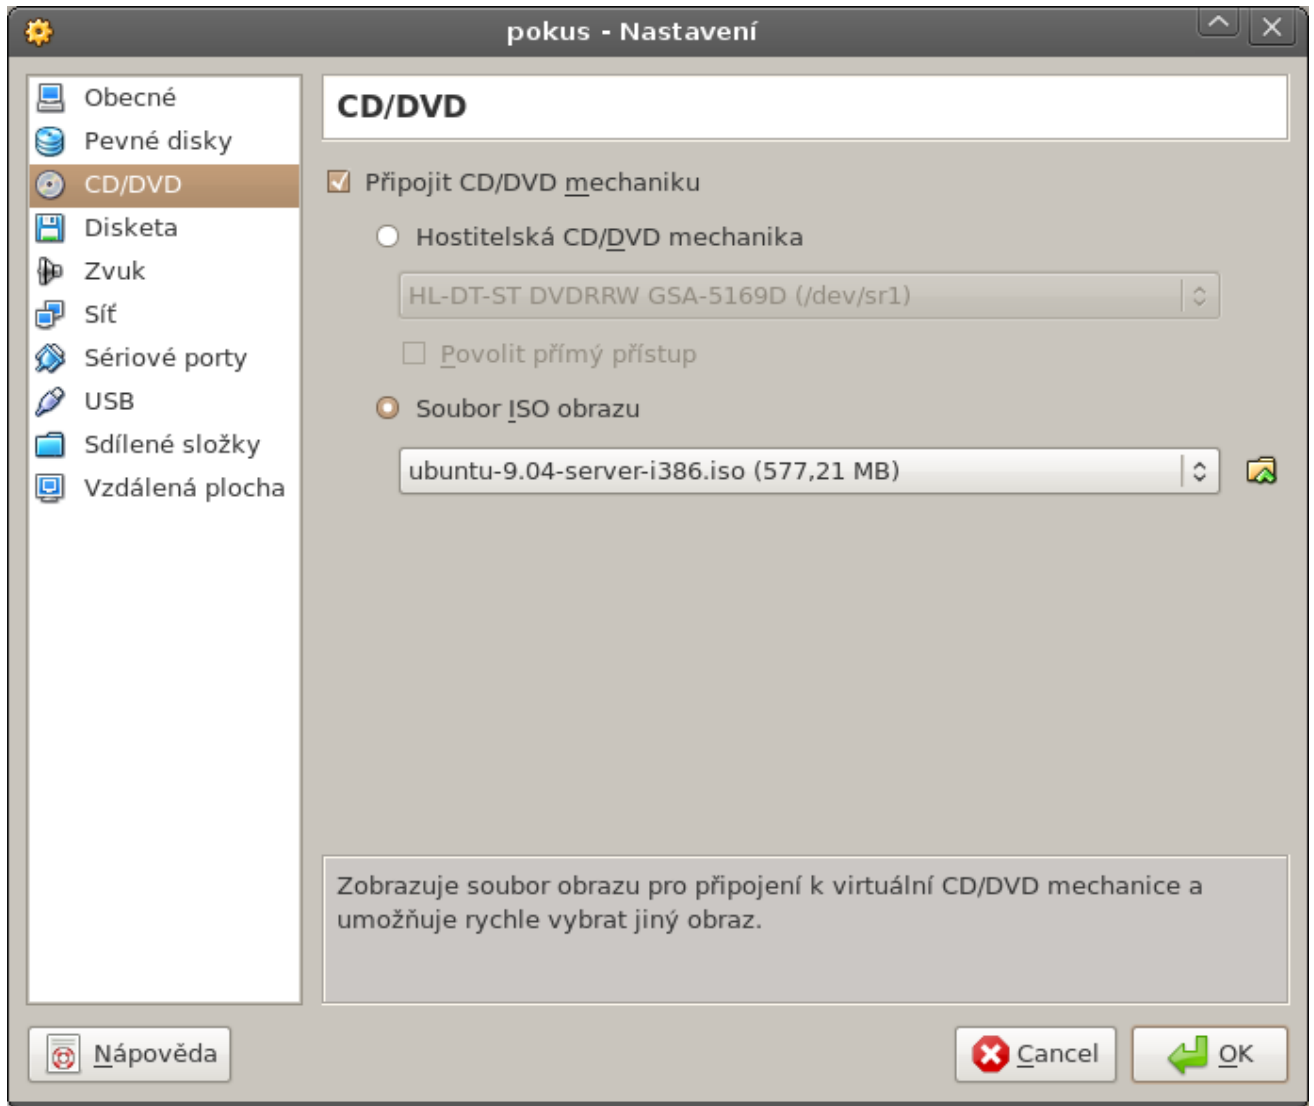 pokus - Nastavení
Obecné
Pevné disky
CD/DVD
Disketa
Zvuk
Síť
Sériové porty
USB
Sdílené složky
Vzdálená plocha
CD/DVD
Připojit CD/DVD mechaniku
Hostitelská CD/DVD mechanika
HL-DT-ST DVDRRW GSA-5169D (/dev/sr1)
Povolit přímý přístup
Soubor ISO obrazu
ubuntu-9.04-server-i386.iso (577,21 MB)
Zobrazuje soubor obrazu pro připojení k virtuální CD/DVD mechanice a
umožňuje rychle vybrat jiný obraz.
Nápověda
Cancel
OK